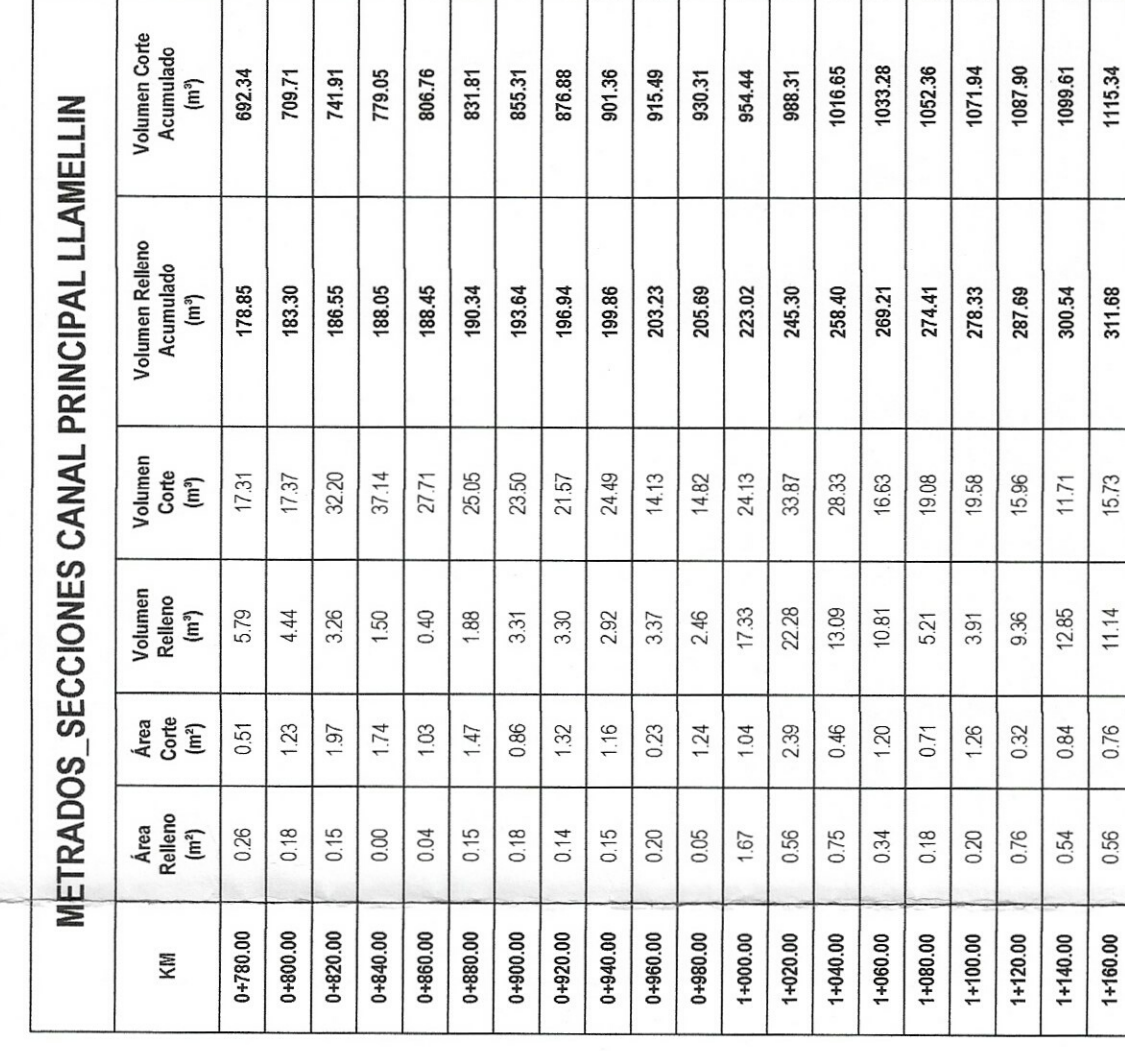 METRADOS_SECCIONES CANAL PRINCIPAL LLAMELLIN
KM Área Relleno (m²) Área Corte (m²) Volumen Relleno (m³) Volumen Corte (m³) Volumen Relleno Acumulado (m³) Volumen Corte Acumulado (m³)
0+780.00 0.26 0.51 5.79 17.31 178.85 692.34
0+800.00 0.18 1.23 4.44 17.37 183.30 709.71
0+820.00 0.15 1.97 3.26 32.20 186.55 741.91
0+840.00 0.00 1.74 1.50 37.14 188.05 779.05
0+860.00 0.04 1.03 0.40 27.71 188.45 806.76
0+880.00 0.15 1.47 1.88 25.05 190.34 831.81
0+900.00 0.18 0.86 3.31 23.50 193.64 855.31
0+920.00 0.14 1.32 3.30 21.57 196.94 876.88
0+940.00 0.15 1.16 2.92 24.49 199.86 901.36
0+960.00 0.20 0.23 3.37 14.13 203.23 915.49
0+980.00 0.05 1.24 2.46 14.82 205.69 930.31
1+000.00 1.67 1.04 17.33 24.13 223.02 954.44
1+020.00 0.56 2.39 22.28 33.87 245.30 988.31
1+040.00 0.75 0.46 13.09 28.33 258.40 1016.65
1+060.00 0.34 1.20 10.81 16.63 269.21 1033.28
1+080.00 0.18 0.71 5.21 19.08 274.41 1052.36
1+100.00 0.20 1.26 3.91 19.58 278.33 1071.94
1+120.00 0.76 0.32 9.36 15.96 287.69 1087.90
1+140.00 0.54 0.84 12.85 11.71 300.54 1099.61
1+160.00 0.56 0.76 11.14 15.73 311.68 1115.34